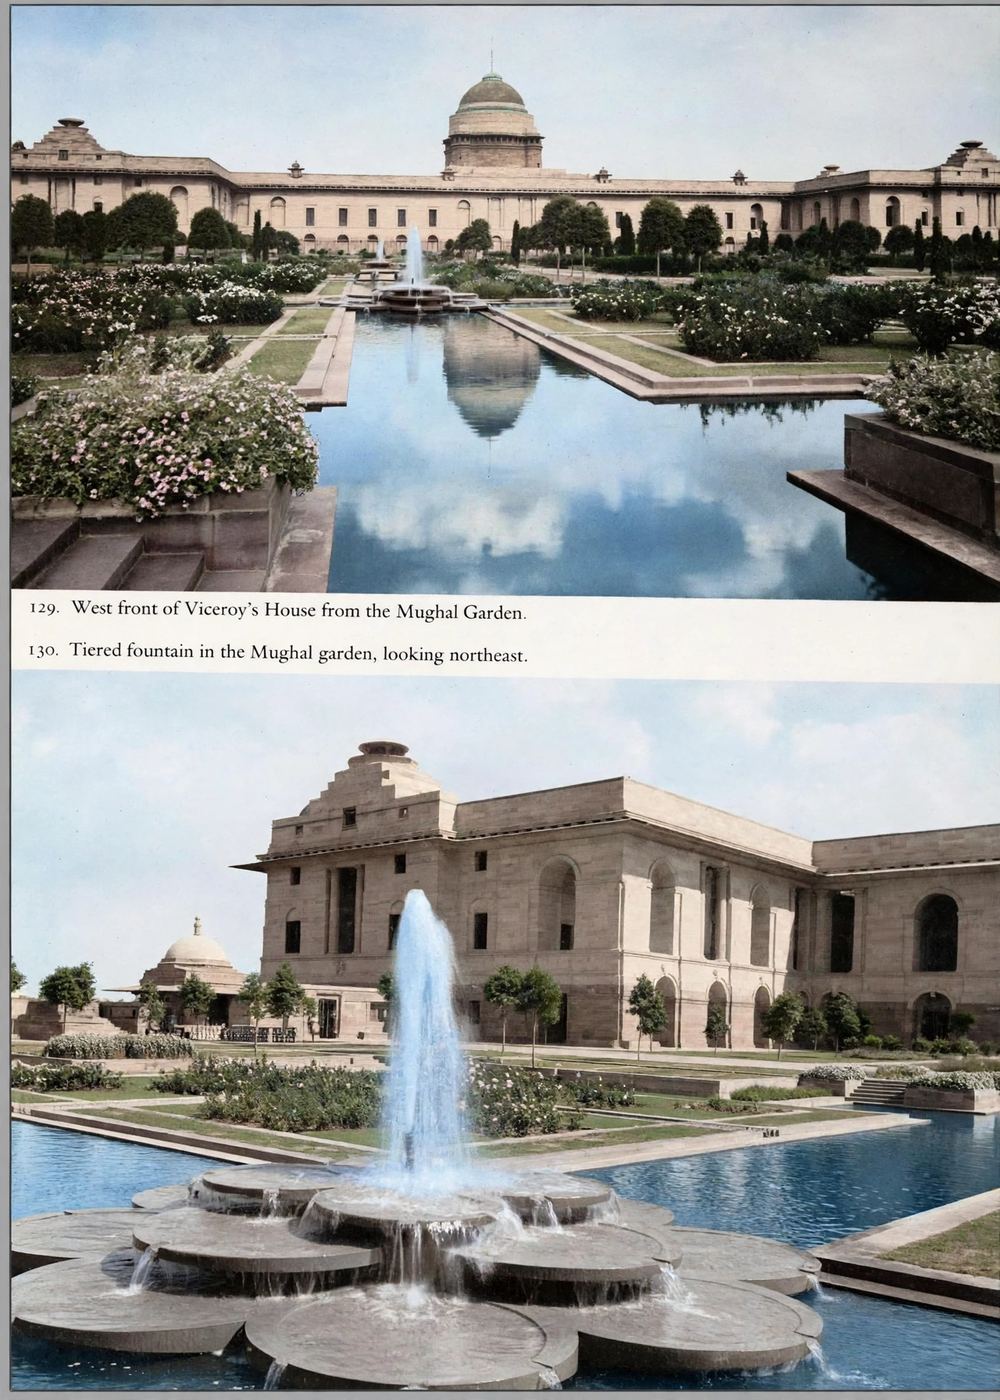 129. West front of Viceroy's House from the Mughal Garden.
130. Tiered fountain in the Mughal garden, looking northeast.